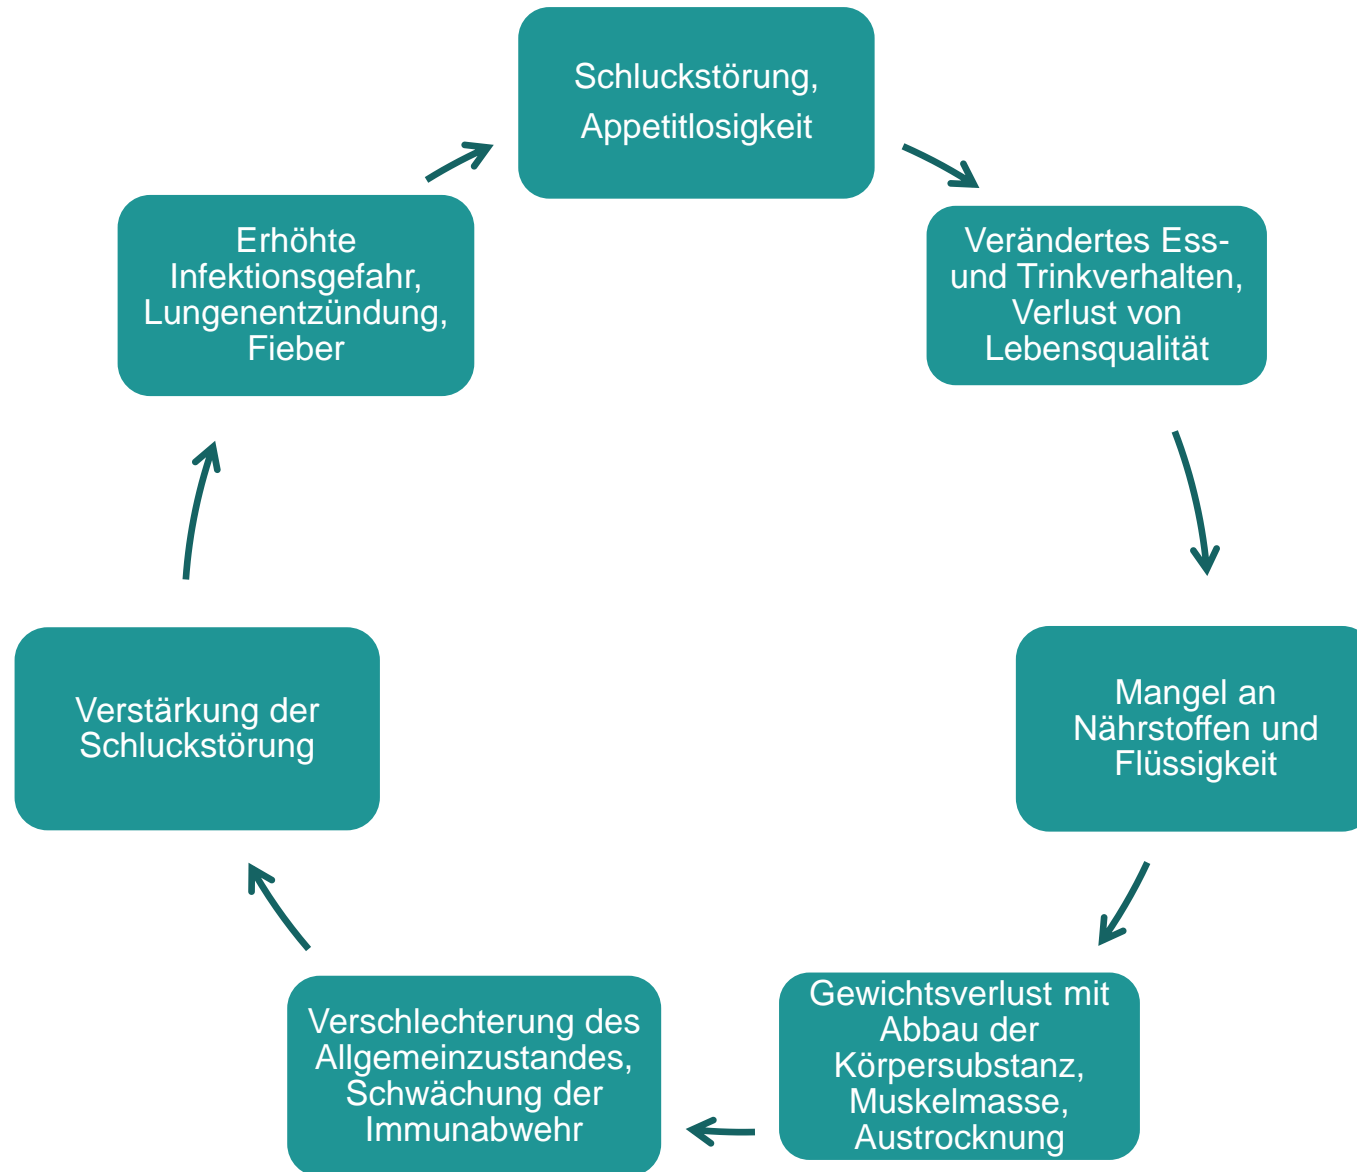 Schluckstörung,
Appetitlosigkeit
Verändertes Ess-
und Trinkverhalten,
Verlust von
Lebensqualität
Mangel an
Nährstoffen und
Flüssigkeit
Gewichtsverlust mit
Abbau der
Körpersubstanz,
Muskelmasse,
Austrocknung
Verschlechterung des
Allgemeinzustandes,
Schwächung der
Immunabwehr
Verstärkung der
Schluckstörung
Erhöhte
Infektionsgefahr,
Lungenentzündung,
Fieber